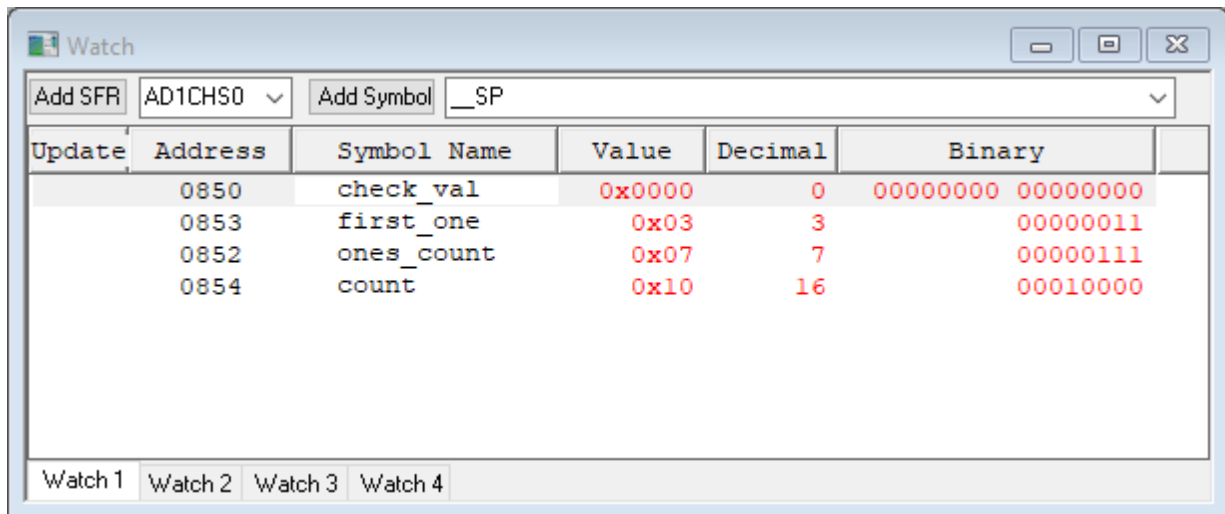 Watch
Add SFR AD1CHS0 Add Symbol __SP
Update Address Symbol Name Value Decimal Binary
0850 check_val 0x0000 0 00000000 00000000
0853 first_one 0x03 3 00000011
0852 ones_count 0x07 7 00000111
0854 count 0x10 16 00010000
Watch 1 Watch 2 Watch 3 Watch 4